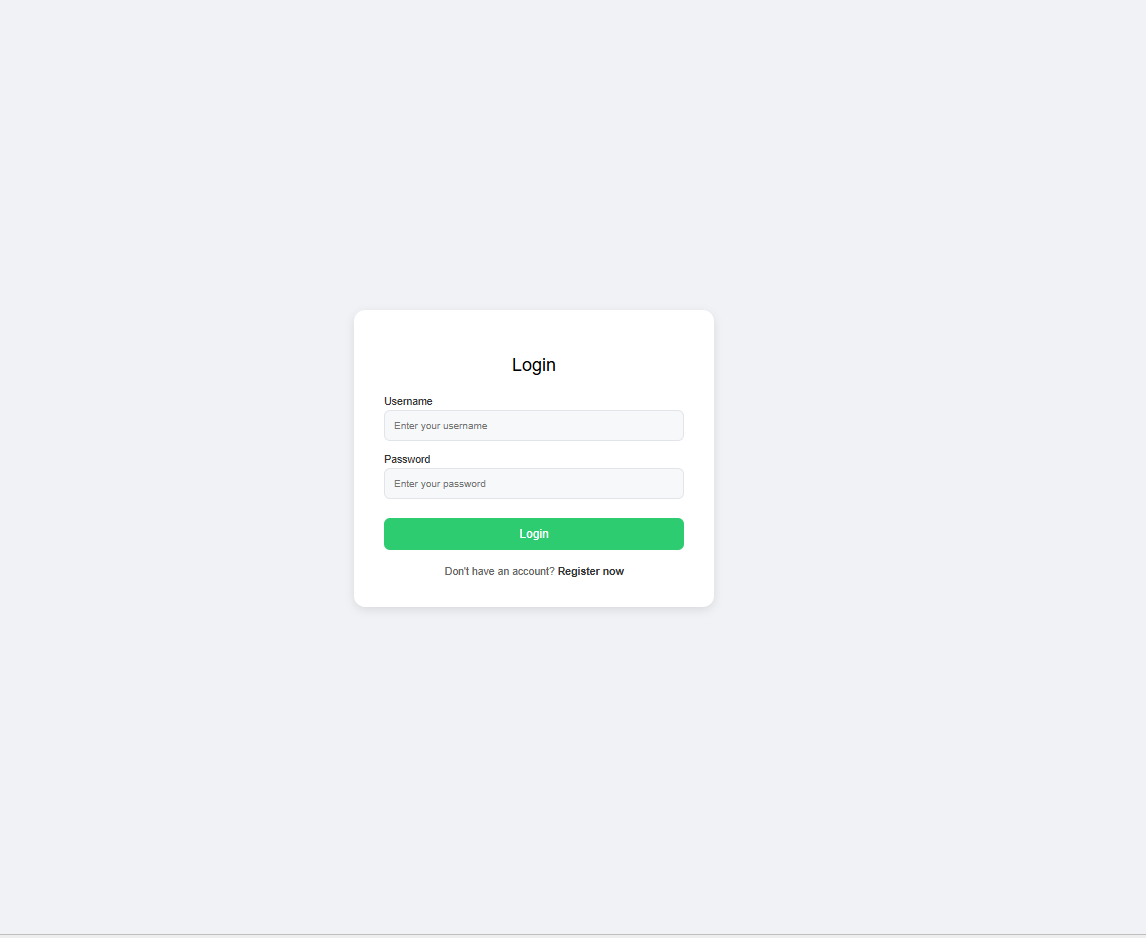 Login
Username
Enter your username
Password
Enter your password
Login
Don't have an account? Register now